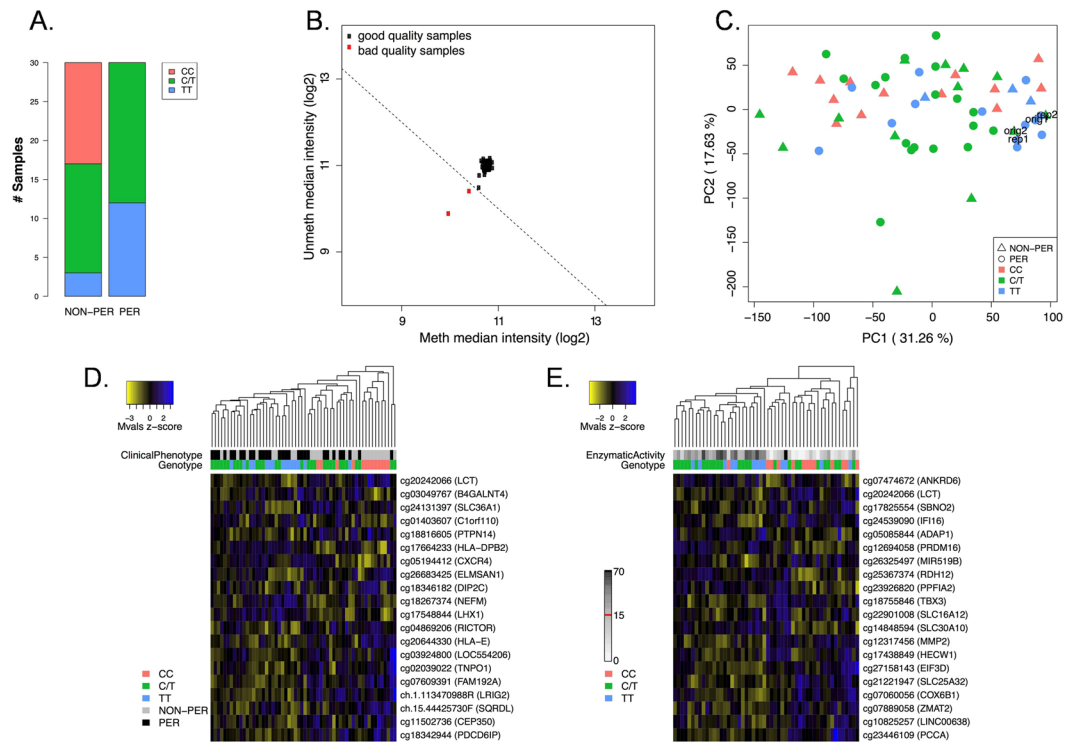 A.
# Samples
30
25
20
15
10
5
0
NON-PER PER
CC
C/T
TT
B.
good quality samples
bad quality samples
Unmeth median intensity (log2)
13
11
9
9 11 13
Meth median intensity (log2)
C.
PC2 ( 17.63 %)
50
0
−50
−100
−150
−200
rep2
orig1
orig2
rep1
NON-PER
PER
CC
C/T
TT
−150 −100 −50 0 50 100
PC1 ( 31.26 %)
D.
−3 0 2
Mvals z-score
ClinicalPhenotype
Genotype
cg20242066 (LCT)
cg03049767 (B4GALNT4)
cg24131397 (SLC36A1)
cg01403607 (C1orf110)
cg18816605 (PTPN14)
cg17664233 (HLA−DPB2)
cg05194412 (CXCR4)
cg26683425 (ELMSAN1)
cg18346182 (DIP2C)
cg18267374 (NEFM)
cg17548844 (LHX1)
cg04869206 (RICTOR)
cg20644330 (HLA−E)
cg03924800 (LOC554206)
cg02039022 (TNPO1)
cg07609391 (FAM192A)
ch.1.113470988R (LRIG2)
ch.15.44425730F (SQRDL)
cg11502736 (CEP350)
cg18342944 (PDCD6IP)
CC
C/T
TT
NON-PER
PER
E.
−2 0 2
Mvals z-score
EnzymaticActivity
Genotype
cg07474672 (ANKRD6)
cg20242066 (LCT)
cg17825554 (SBNO2)
cg24539090 (IFI16)
cg05085844 (ADAP1)
cg12694058 (PRDM16)
cg26325497 (MIR519B)
cg25367374 (RDH12)
cg23926820 (PPFIA2)
cg18755846 (TBX3)
cg22901008 (SLC16A12)
cg14848594 (SLC30A10)
cg12317456 (MMP2)
cg17438849 (HECW1)
cg27158143 (EIF3D)
cg21221947 (SLC25A32)
cg07060056 (COX6B1)
cg07889058 (ZMAT2)
cg10825257 (LINC00638)
cg23446109 (PCCA)
70
15
0
CC
C/T
TT